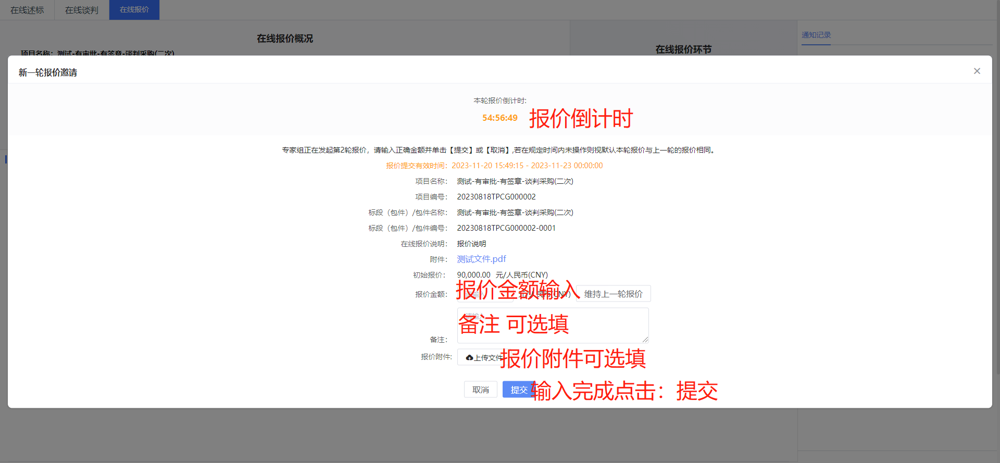 在线述标 在线谈判 在线报价
在线报价概况
通知记录
在线报价环节
项目名称：测试-有审批-有签章-谈判采购(二次)
新一轮报价邀请
本轮报价倒计时:
54:56:49 报价倒计时
专家组正在发起第2轮报价，请输入正确金额并单击【提交】或【取消】,若在规定时间内未操作则视默认本轮报价与上一轮的报价相同。
报价提交有效时间：2023-11-20 15:49:15 - 2023-11-23 00:00:00
项目名称： 测试-有审批-有签章-谈判采购(二次)
项目编号： 20230818TPCG000002
标段（包件）/包件名称： 测试-有审批-有签章-谈判采购(二次)
标段（包件）/包件编号： 20230818TPCG000002-0001
在线报价说明： 报价说明
附件： 测试文件.pdf
初始报价： 90,000.00 元/人民币(CNY)
报价金额： 请输入 元/人民币(CNY) 维持上一轮报价
报价金额输入
请输入
备注 可选填
备注：
报价附件: 上传文件 报价附件可选填
取消 提交 输入完成点击：提交